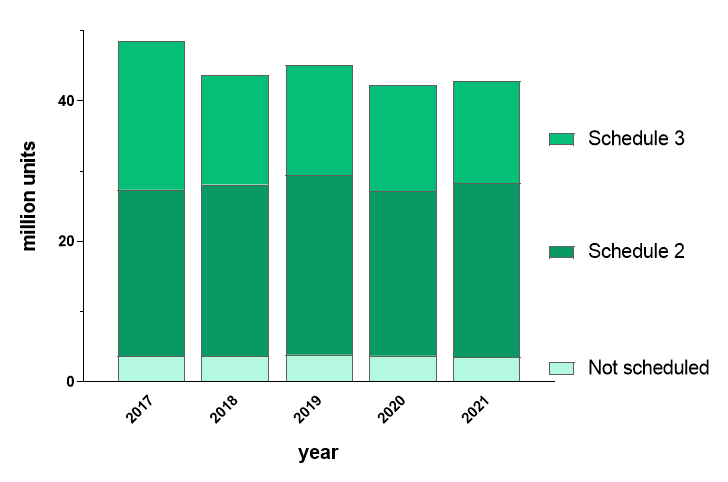 million units
40
20
0
2017
2018
2019
2020
2021
year
Schedule 3
Schedule 2
Not scheduled